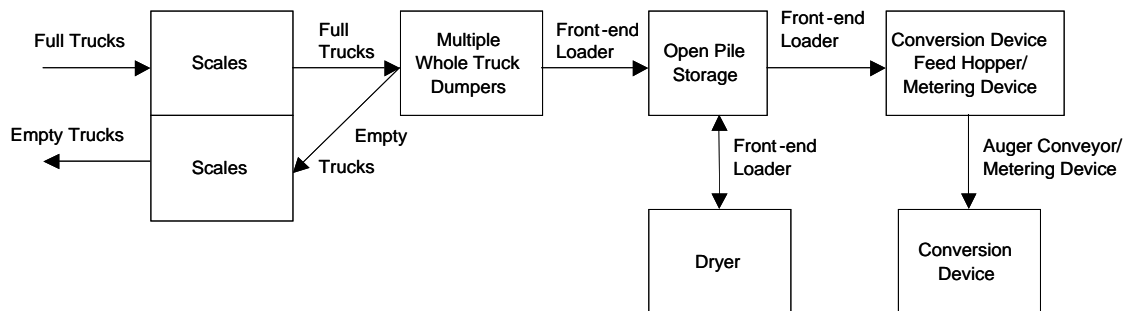 Full Trucks
Scales
Full
Trucks
Multiple
Whole Truck
Dumpers
Front-end
Loader
Open Pile
Storage
Front-end
Loader
Conversion Device
Feed Hopper/
Metering Device
Empty Trucks
Scales
Empty
Trucks
Front-end
Loader
Auger Conveyor/
Metering Device
Dryer
Conversion
Device